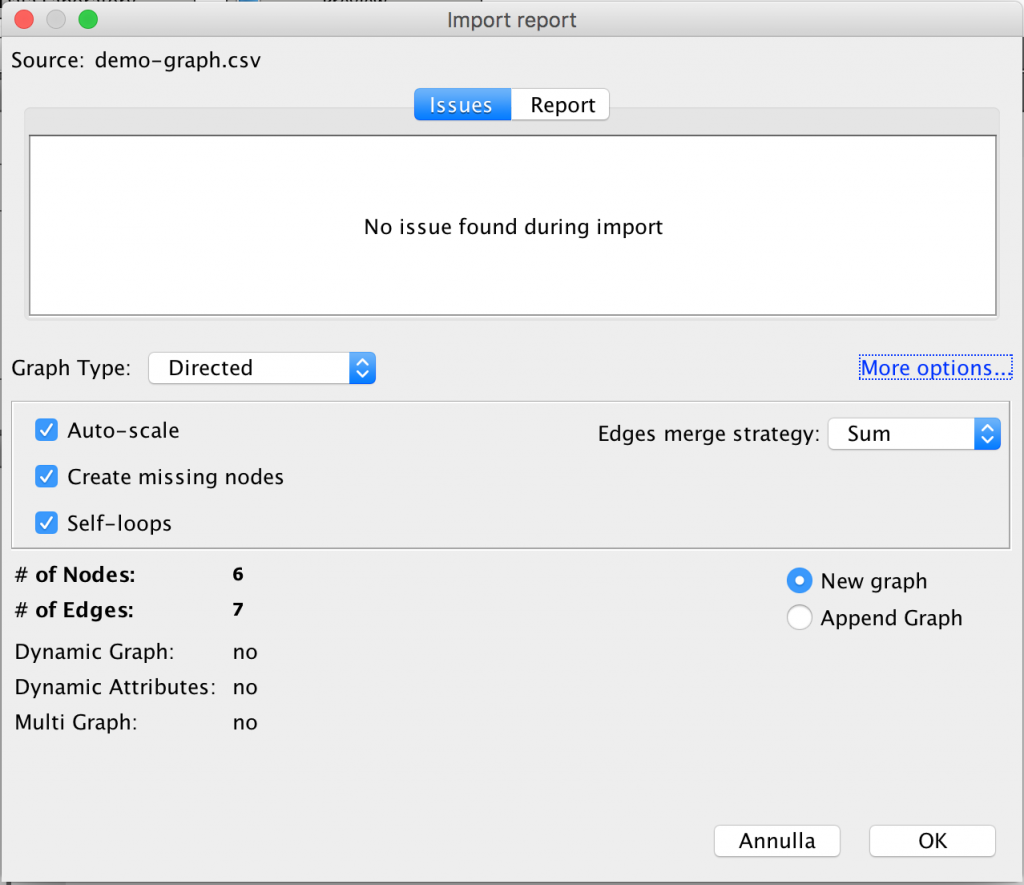 Import report
Source: demo-graph.csv
Issues Report
No issue found during import
Graph Type: Directed More options...
Auto-scale Edges merge strategy: Sum
Create missing nodes
Self-loops
# of Nodes: 6
New graph
# of Edges: 7
Append Graph
Dynamic Graph: no
Dynamic Attributes: no
Multi Graph: no
Annulla OK